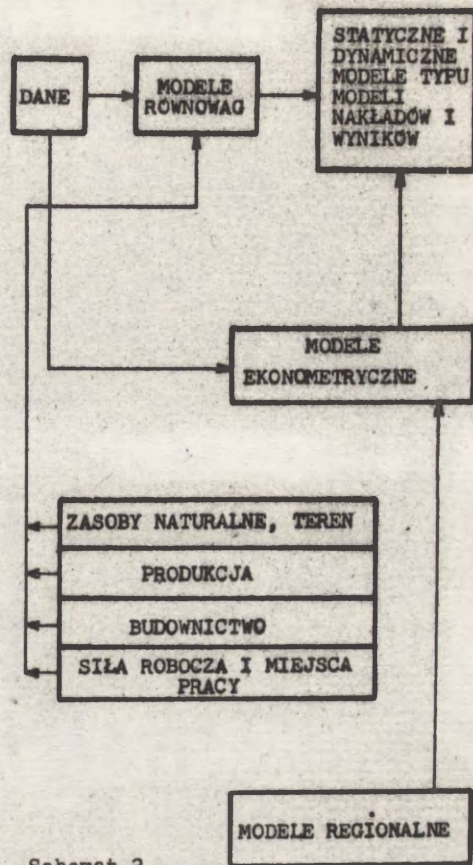 DANE
MODELE
RÓWNOWAG
STATYCZNE I
DYNAMICZNE
MODELE TYPU
MODELI
NAKŁADÓW I
WYNIKÓW
MODELE
EKONOMETRYCZNE
ZASOBY NATURALNE, TEREN
PRODUKCJA
BUDOWNICTWO
SIŁA ROBOCZA I MIEJSCA
PRACY
MODELE REGIONALNE
Schemat 2